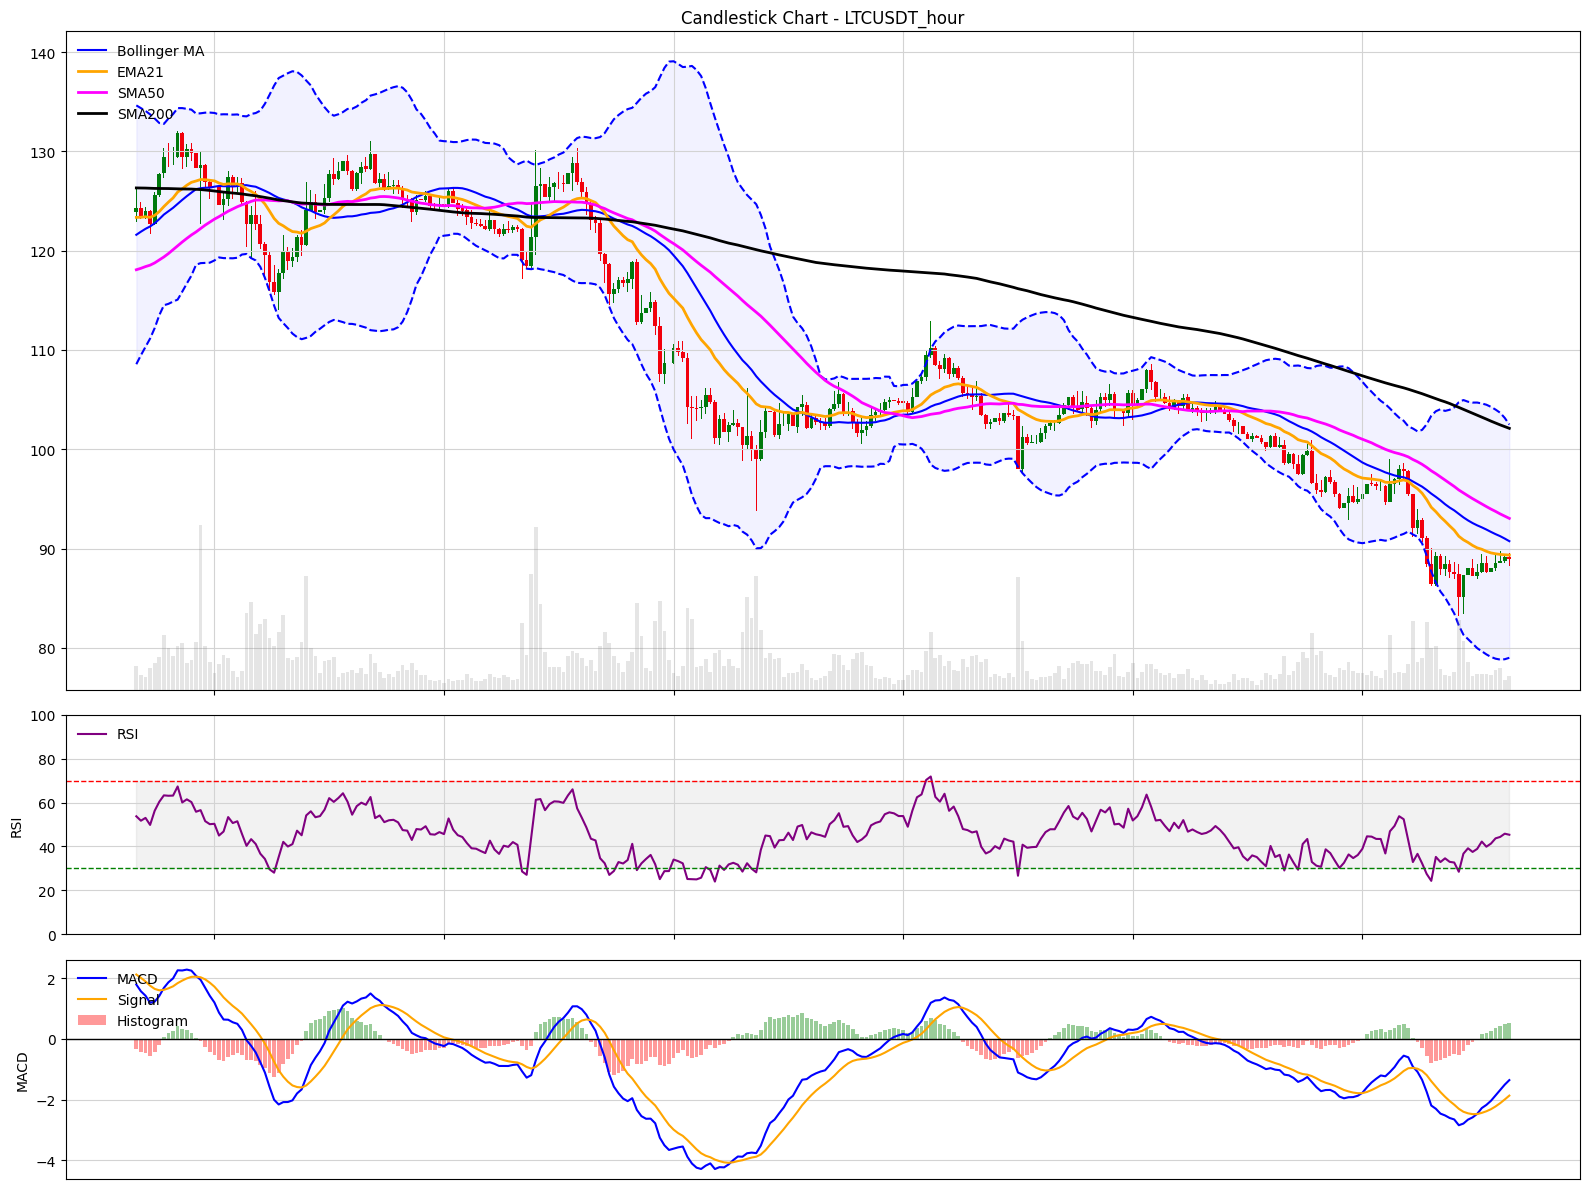 Candlestick Chart - LTCUSDT_hour
140
130
120
110
100
90
80
Bollinger MA
EMA21
SMA50
SMA200
100
80
60
40
20
0
RSI
RSI
2
0
−2
−4
MACD
MACD
Signal
Histogram